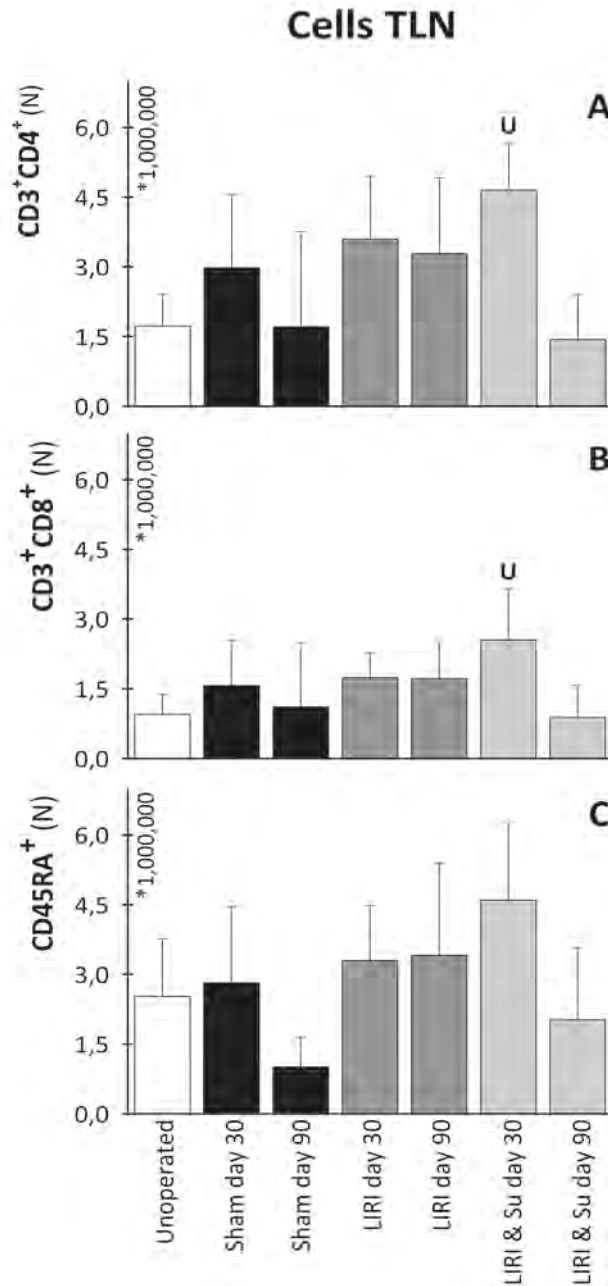 Cells TLN
A
CD3⁺CD4⁺ (N)
*1,000,000
6,0
4,5
3,0
1,5
0,0
U
B
CD3⁺CD8⁺ (N)
*1,000,000
6,0
4,5
3,0
1,5
0,0
U
C
CD45RA⁺ (N)
*1,000,000
6,0
4,5
3,0
1,5
0,0
Unoperated
Sham day 30
Sham day 90
LIRI day 30
LIRI day 90
LIRI & Su day 30
LIRI & Su day 90